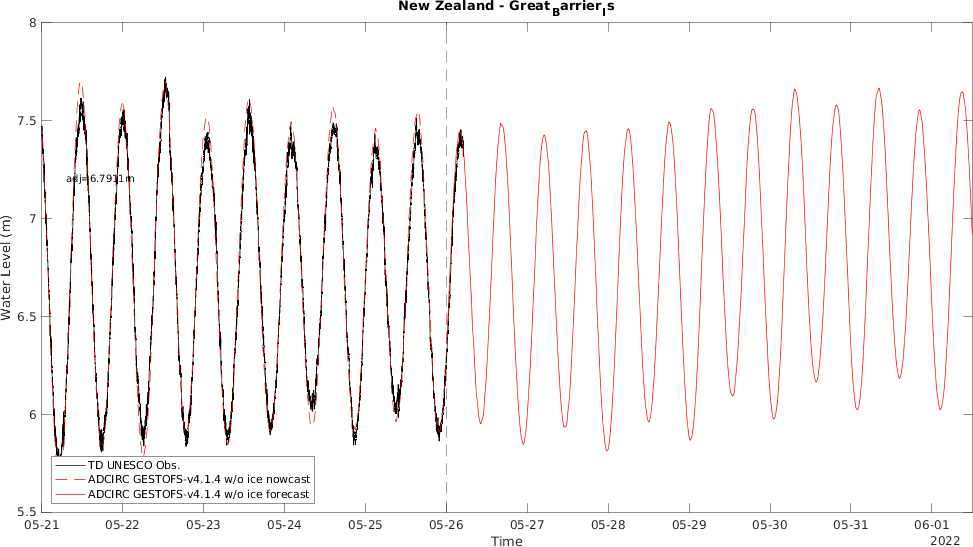 New Zealand - GreatBarrierIs
8
7.5
adj=6.7911m
7
Water Level (m)
6.5
6
TD UNESCO Obs.
ADCIRC GESTOFS-v4.1.4 w/o ice nowcast
ADCIRC GESTOFS-v4.1.4 w/o ice forecast
5.5
05-21 05-22 05-23 05-24 05-25 05-26 05-27 05-28 05-29 05-30 05-31 06-01
Time
2022